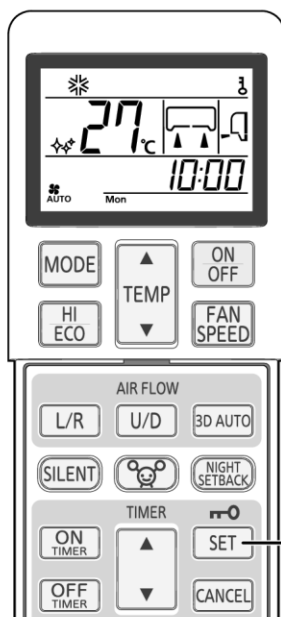 27°C
AUTO
Mon
10:00
MODE
TEMP
ON
OFF
HI
ECO
FAN
SPEED
AIR FLOW
L/R
U/D
3D AUTO
SILENT
NIGHT
SETBACK
TIMER
ON
TIMER
SET
OFF
TIMER
CANCEL